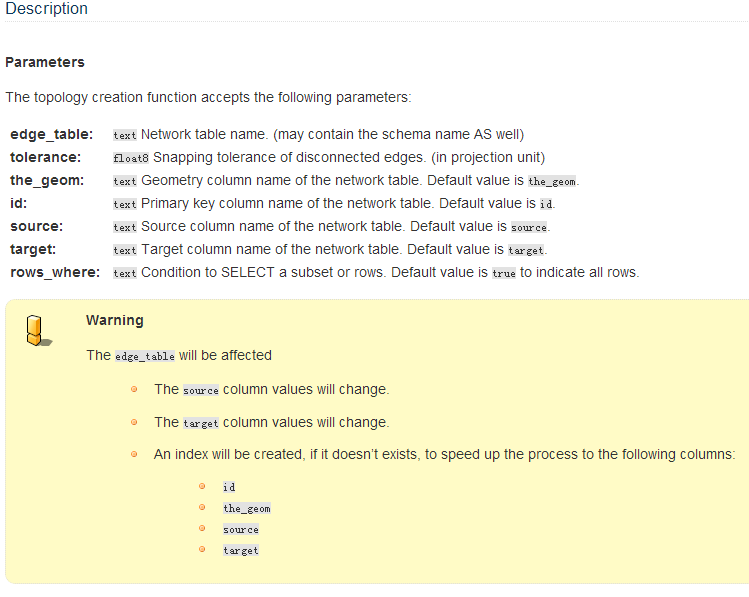 Description
Parameters
The topology creation function accepts the following parameters:
edge_table: text Network table name. (may contain the schema name AS well)
tolerance: float8 Snapping tolerance of disconnected edges. (in projection unit)
the_geom: text Geometry column name of the network table. Default value is the_geom.
id: text Primary key column name of the network table. Default value is id.
source: text Source column name of the network table. Default value is source.
target: text Target column name of the network table. Default value is target.
rows_where: text Condition to SELECT a subset or rows. Default value is true to indicate all rows.
Warning
The edge_table will be affected
The source column values will change.
The target column values will change.
An index will be created, if it doesn't exists, to speed up the process to the following columns:
id
the_geom
source
target